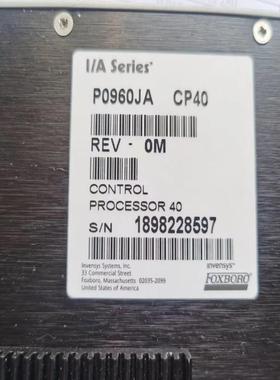 I/A Series®
P0960JA CP40
REV - 0M
CONTROL
PROCESSOR 40
S/N 1898228597
Invensys Systems, Inc.
33 Commercial Street
Foxboro, Massachusetts 02035-2099
United States of America
invensys™
FOXBORO